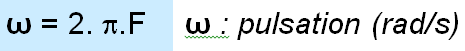 ω = 2. π.F ω : pulsation (rad/s)